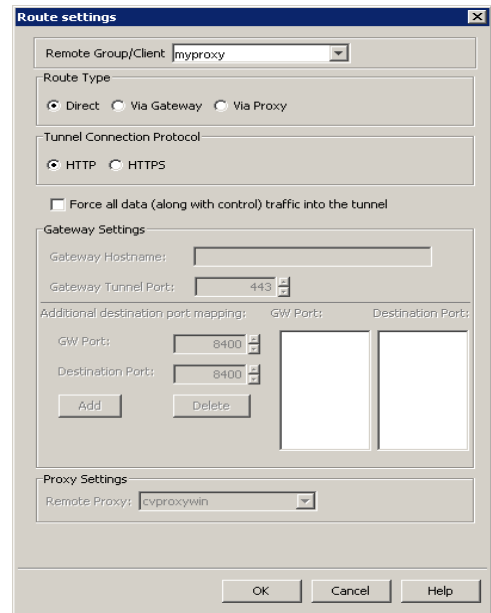 Route settings
Remote Group/Client myproxy
Route Type
Direct Via Gateway Via Proxy
Tunnel Connection Protocol
HTTP HTTPS
Force all data (along with control) traffic into the tunnel
Gateway Settings
Gateway Hostname:
Gateway Tunnel Port: 443
Additional destination port mapping: GW Port: Destination Port:
GW Port: 8400
Destination Port: 8400
Add Delete
Proxy Settings
Remote Proxy: cvproxywin
OK Cancel Help